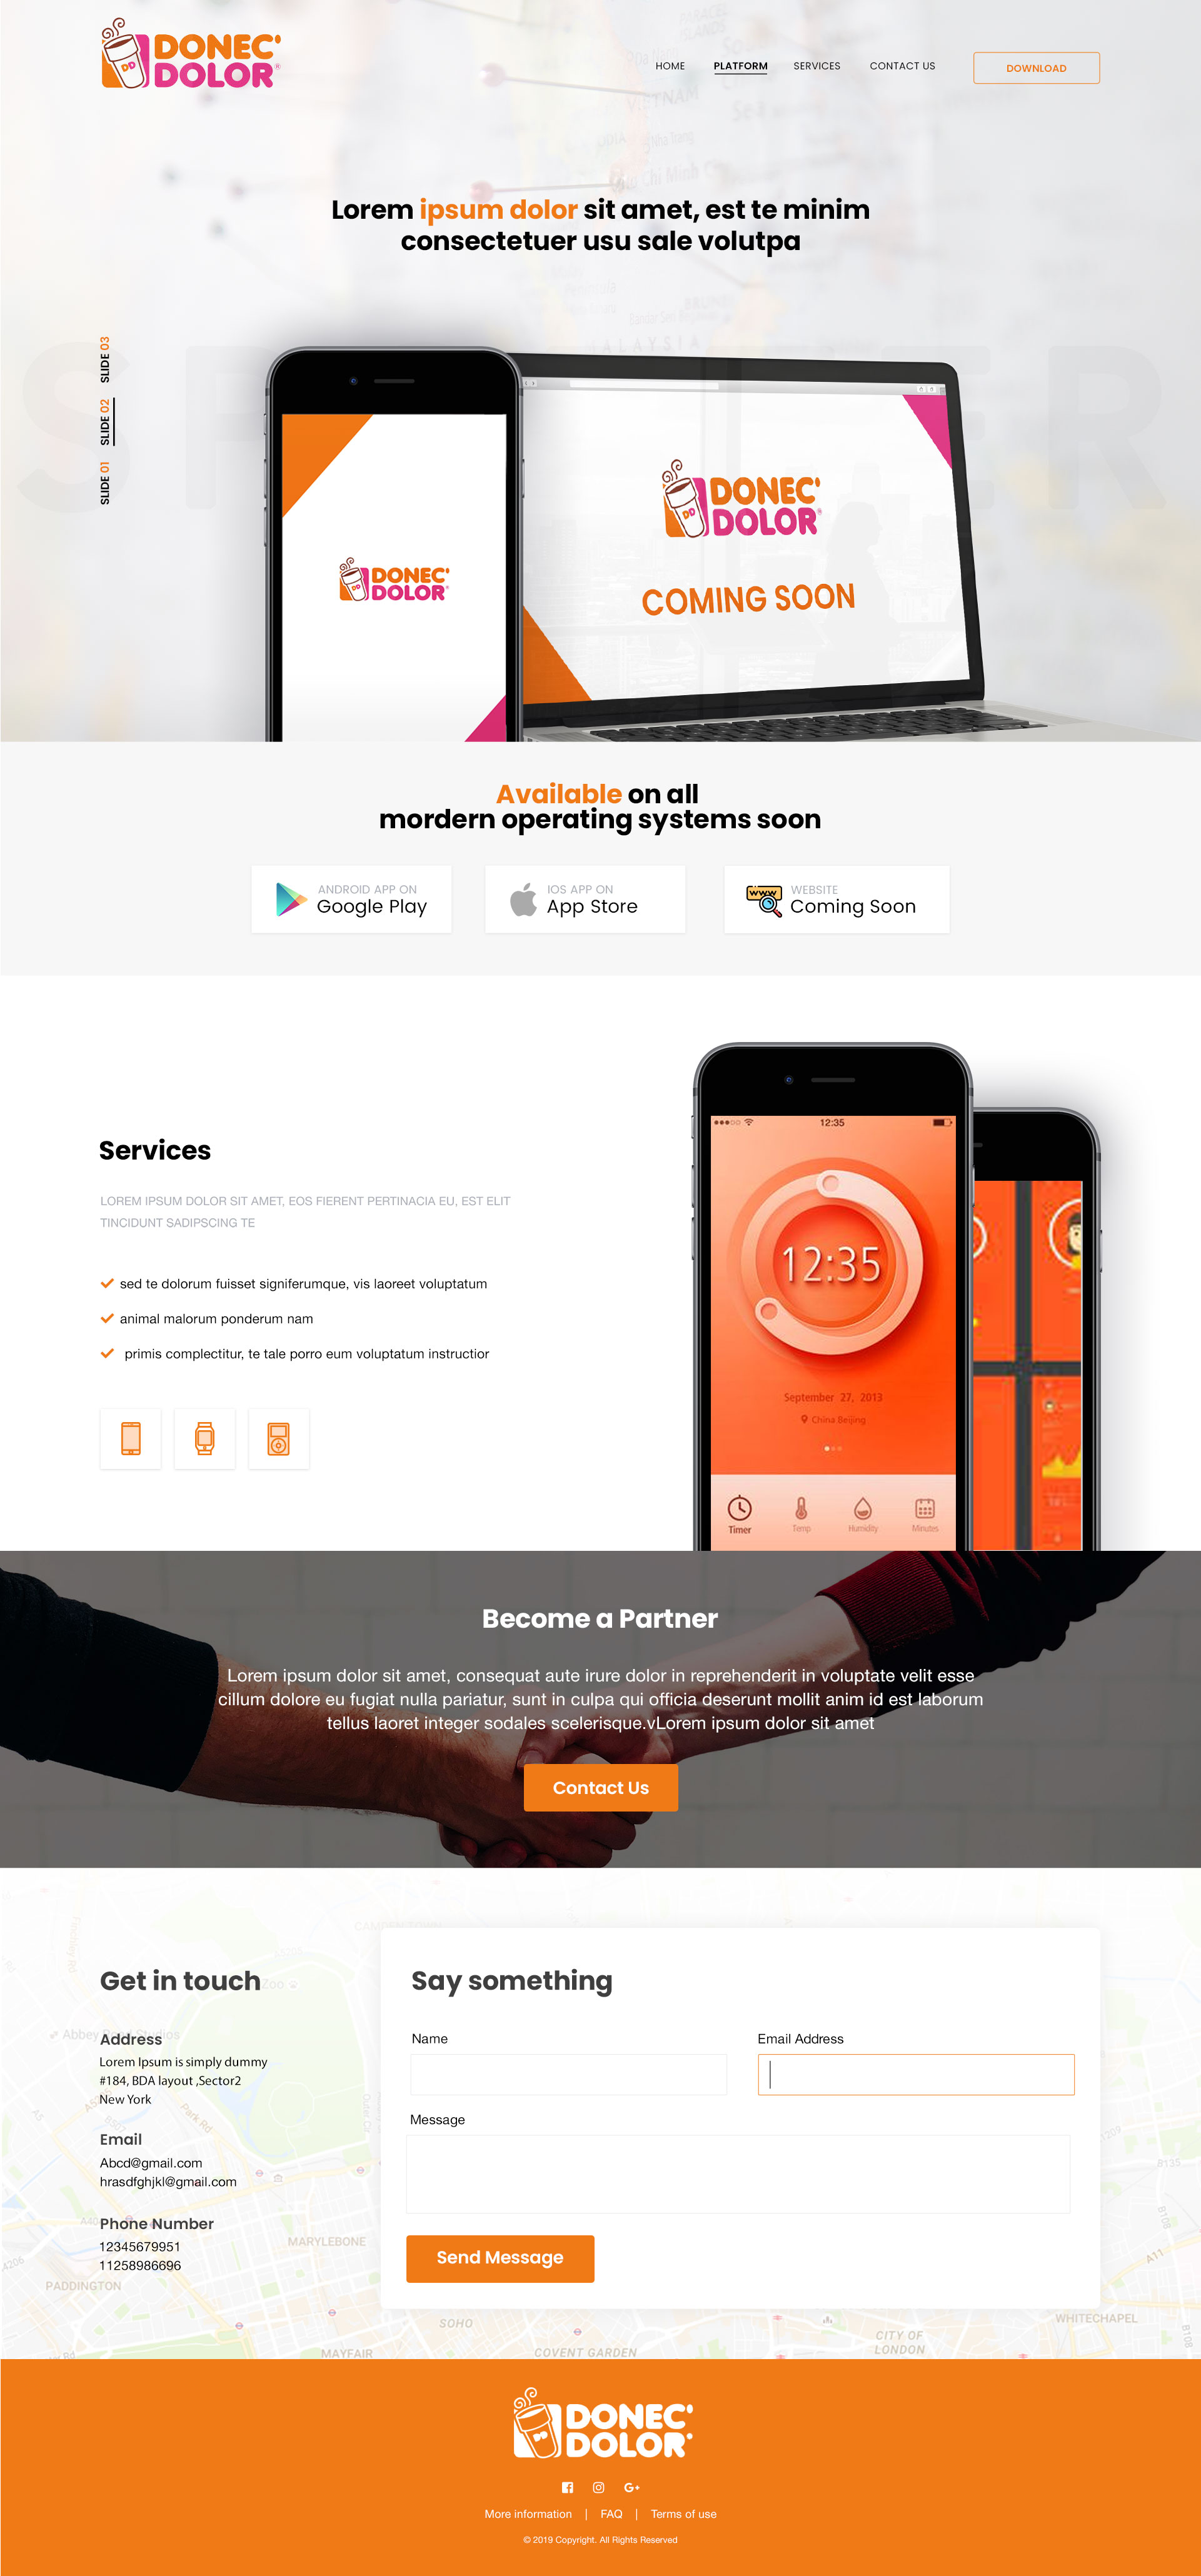 DONEC'
DOLOR
HOME
PLATFORM
SERVICES
CONTACT US
DOWNLOAD
Lorem ipsum dolor sit amet, est te minim
consectetuer usu sale volutpa
SLIDE 03
SLIDE 02
SLIDE 01
DONEC'
DOLOR
DONEC'
DOLOR
COMING SOON
Available on all
mordern operating systems soon
ANDROID APP ON
Google Play
IOS APP ON
App Store
WWW
WEBSITE
Coming Soon
Services
LOREM IPSUM DOLOR SIT AMET, EOS FIERENT PERTINACIA EU, EST ELIT
TINCIDUNT SADIPSCING TE
sed te dolorum fuisset signiferumque, vis laoreet voluptatum
animal malorum ponderum nam
primis complectitur, te tale porro eum voluptatum instructior
12:35
12:35
September 27, 2013
China Beijing
Timer
Temp
Humidity
Minutes
Become a Partner
Lorem ipsum dolor sit amet, consequat aute irure dolor in reprehenderit in voluptate velit esse
cillum dolore eu fugiat nulla pariatur, sunt in culpa qui officia deserunt mollit anim id est laborum
tellus laoret integer sodales scelerisque.vLorem ipsum dolor sit amet
Contact Us
Get in touch
Address
Lorem Ipsum is simply dummy
#184, BDA layout ,Sector2
New York
Email
Abcd@gmail.com
hrasdfghjkl@gmail.com
Phone Number
12345679951
11258986696
Say something
Name
Email Address
Message
Send Message
Zoo
MARYLEBONE
PADDINGTON
SOHO
MAYFAIR
COVENT GARDEN
CITY OF
LONDON
WHITECHAPEL
A11
B135
B108
A4206
Park Rd
DONEC'
DOLOR
G+
More information | FAQ | Terms of use
© 2019 Copyright. All Rights Reserved